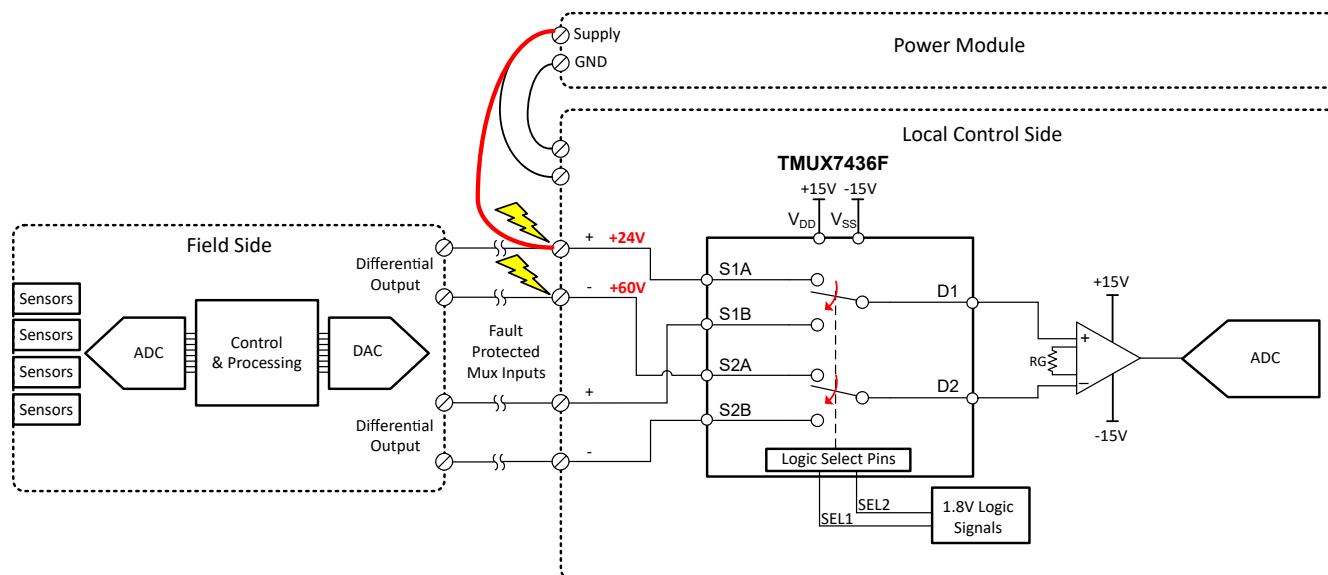 Supply
GND
Power Module
Local Control Side
TMUX7436F
+15V -15V
VDD VSS
Field Side
Sensors
Sensors
Sensors
Sensors
ADC
Control
& Processing
DAC
Differential
Output
Differential
Output
Fault
Protected
Mux Inputs
+ +24V
- +60V
+
-
S1A
S1B
S2A
S2B
D1
D2
Logic Select Pins
SEL2
SEL1
1.8V Logic
Signals
+15V
+
RG
−
-15V
ADC